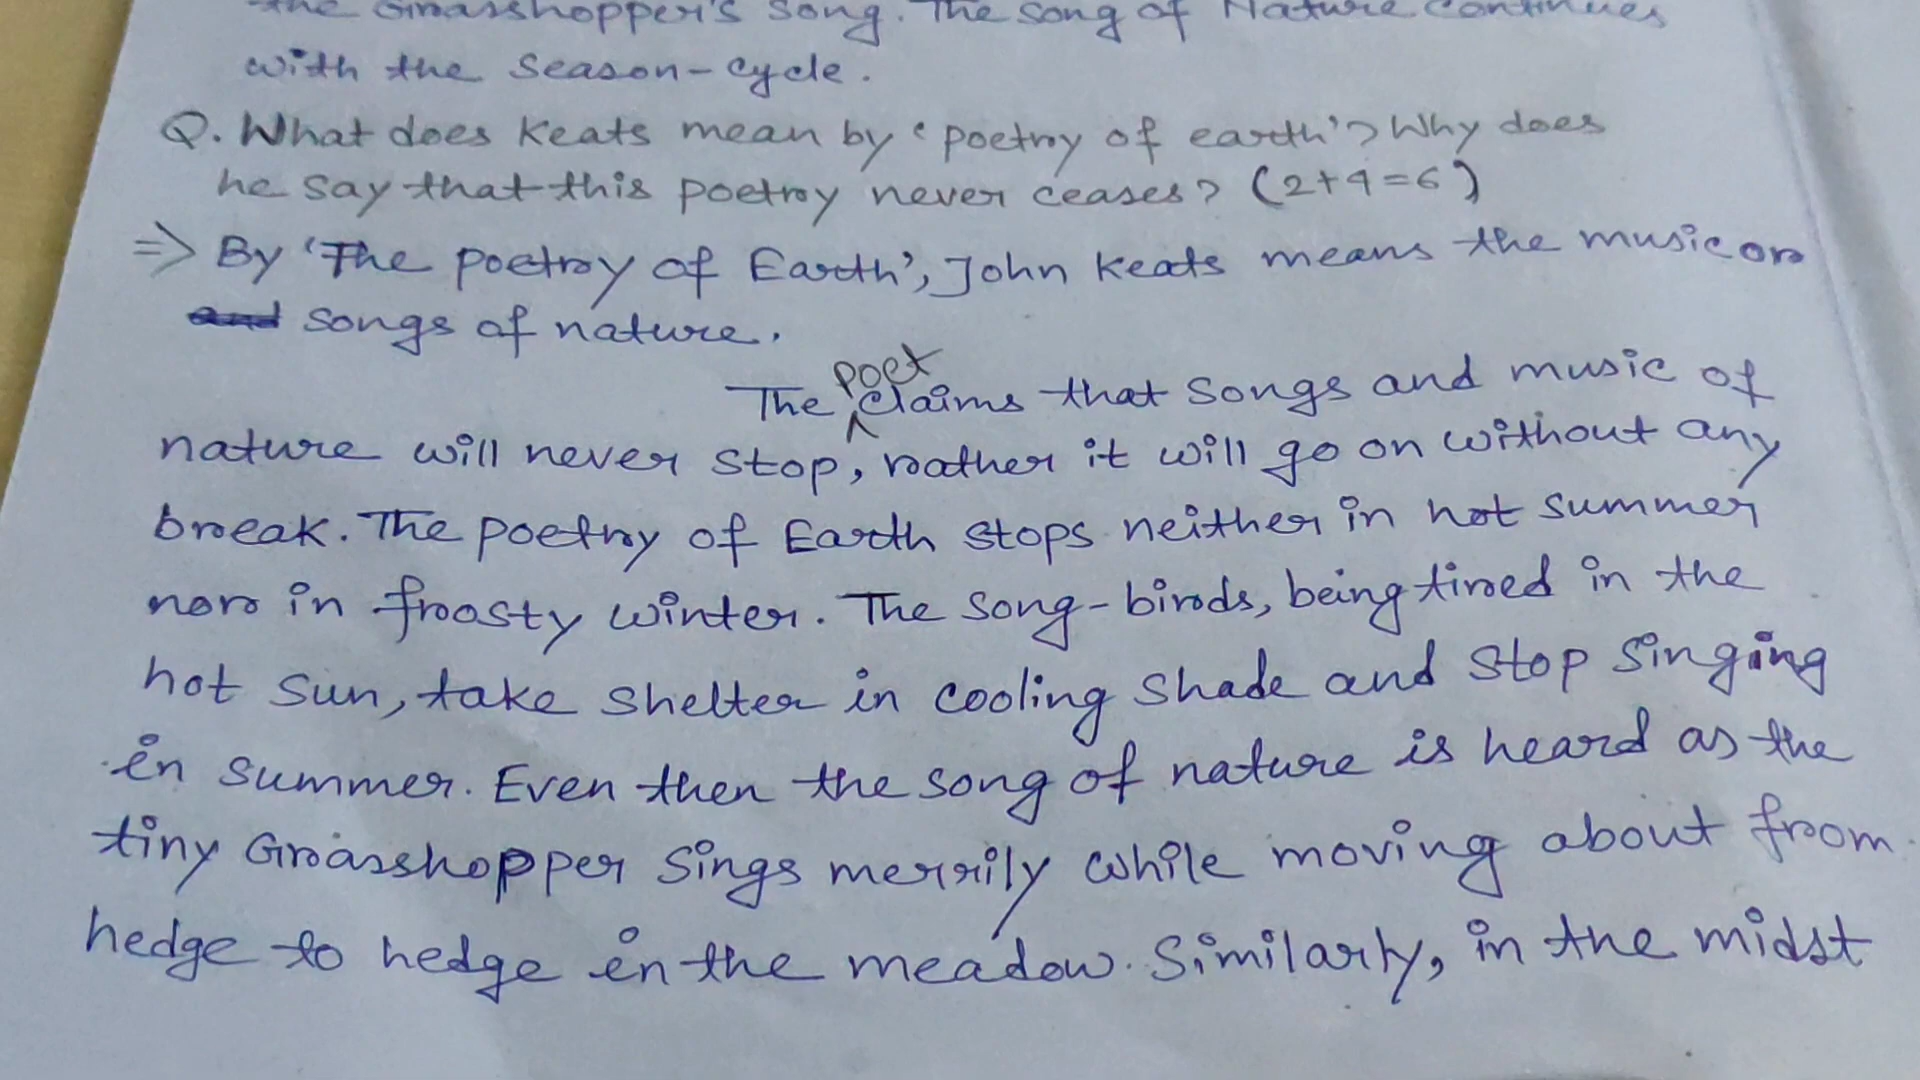 the Grasshopper's song. The song of Nature continues
with the season-cycle.
Q. What does Keats mean by 'poetry of earth'? Why does
he say that this poetry never ceases? (2+4=6)
=> By 'The poetry of Earth', John Keats means the music or
and songs of nature.
The poet claims that songs and music of
nature will never stop, rather it will go on without any
break. The poetry of Earth stops neither in hot summer
nor in frosty winter. The song-birds, being tired in the
hot sun, take shelter in cooling shade and stop singing
in summer. Even then the song of nature is heard as the
tiny Grasshopper sings merrily while moving about from
hedge to hedge in the meadow. Similarly, in the midst